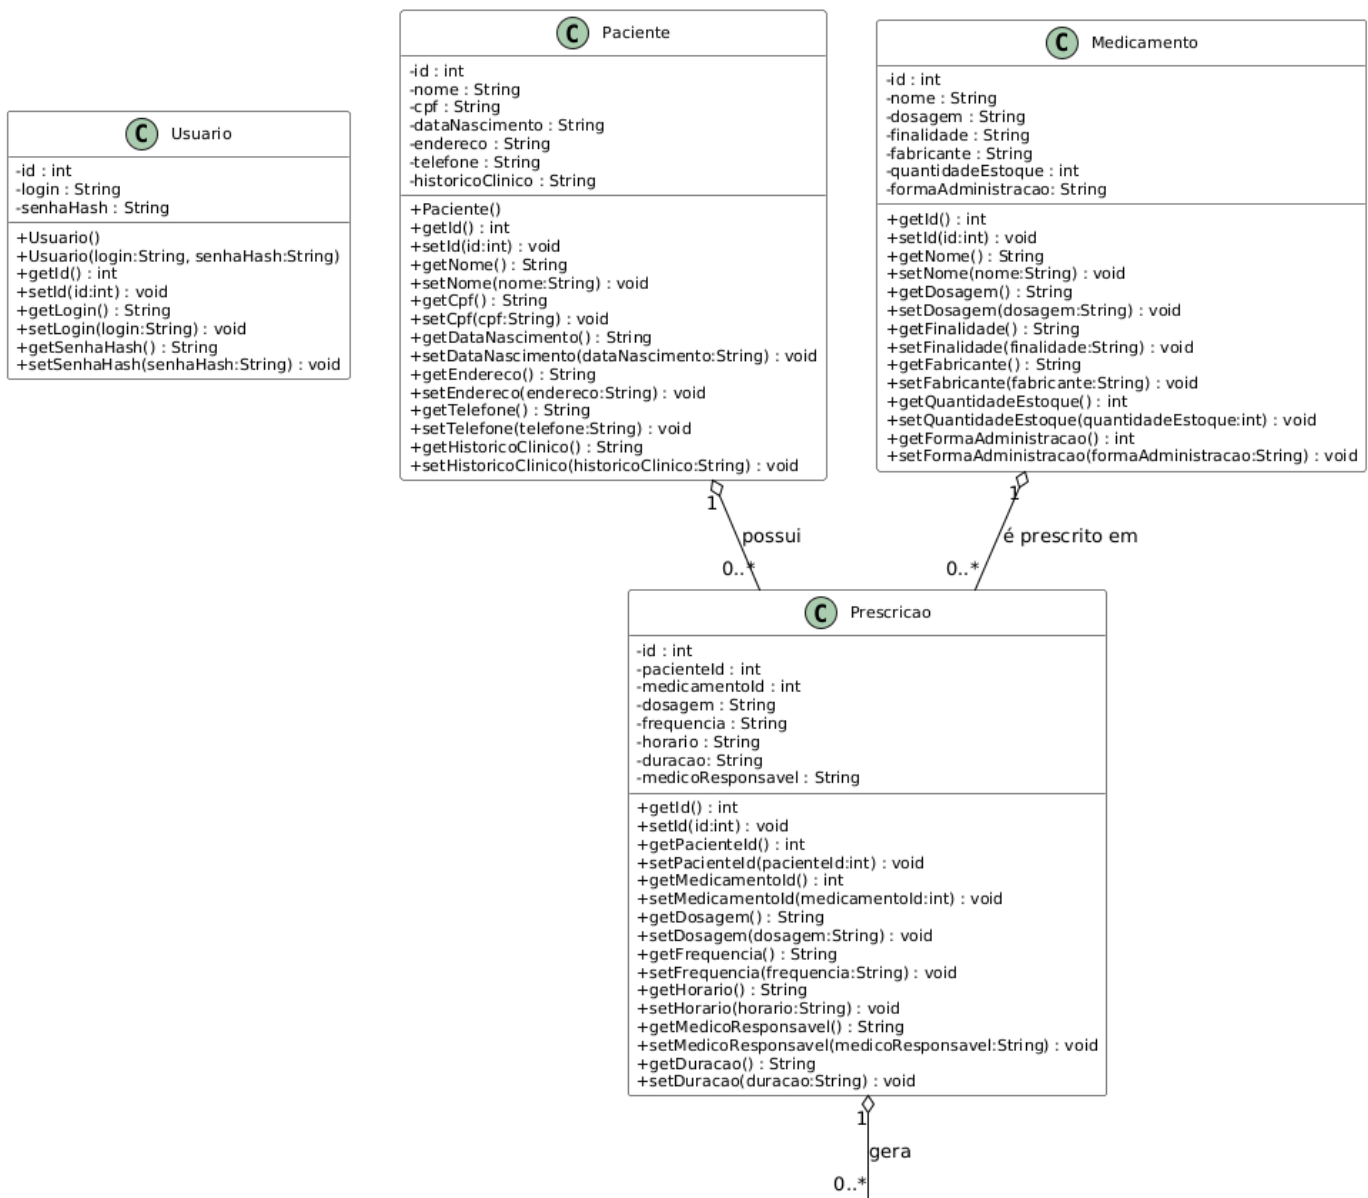 C Usuario
-id : int
-login : String
-senhaHash : String
+Usuario()
+Usuario(login:String, senhaHash:String)
+getId() : int
+setId(id:int) : void
+getLogin() : String
+setLogin(login:String) : void
+getSenhaHash() : String
+setSenhaHash(senhaHash:String) : void
C Paciente
-id : int
-nome : String
-cpf : String
-dataNascimento : String
-endereco : String
-telefone : String
-historicoClinico : String
+Paciente()
+getId() : int
+setId(id:int) : void
+getNome() : String
+setNome(nome:String) : void
+getCpf() : String
+setCpf(cpf:String) : void
+getDataNascimento() : String
+setDataNascimento(dataNascimento:String) : void
+getEndereco() : String
+setEndereco(endereco:String) : void
+getTelefone() : String
+setTelefone(telefone:String) : void
+getHistoricoClinico() : String
+setHistoricoClinico(historicoClinico:String) : void
C Medicamento
-id : int
-nome : String
-dosagem : String
-finalidade : String
-fabricante : String
-quantidadeEstoque : int
-formaAdministracao: String
+getId() : int
+setId(id:int) : void
+getNome() : String
+setNome(nome:String) : void
+getDosagem() : String
+setDosagem(dosagem:String) : void
+getFinalidade() : String
+setFinalidade(finalidade:String) : void
+getFabricante() : String
+setFabricante(fabricante:String) : void
+getQuantidadeEstoque() : int
+setQuantidadeEstoque(quantidadeEstoque:int) : void
+getFormaAdministracao() : int
+setFormaAdministracao(formaAdministracao:String) : void
1
possui
0..*
1
é prescrito em
0..*
C Prescricao
-id : int
-pacienteId : int
-medicamentoId : int
-dosagem : String
-frequência : String
-horario : String
-duracao: String
-medicoResponsavel : String
+getId() : int
+setId(id:int) : void
+getPacienteId() : int
+setPacienteId(pacienteId:int) : void
+getMedicamentoId() : int
+setMedicamentoId(medicamentoId:int) : void
+getDosagem() : String
+setDosagem(dosagem:String) : void
+getFrequencia() : String
+setFrequencia(frequencia:String) : void
+getHorario() : String
+setHorario(horario:String) : void
+getMedicoResponsavel() : String
+setMedicoResponsavel(medicoResponsavel:String) : void
+getDuracao() : String
+setDuracao(duracao:String) : void
1
gera
0..*